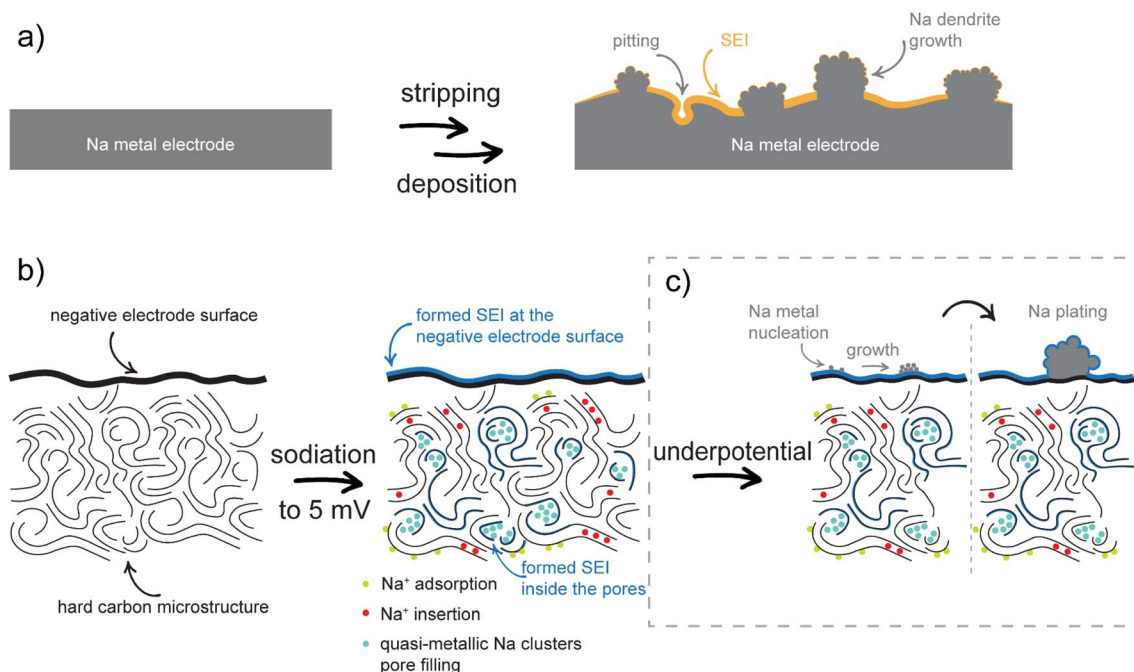 a)
Na metal electrode
stripping
deposition
pitting
SEI
Na dendrite
growth
Na metal electrode
b)
negative electrode surface
hard carbon microstructure
sodiation
to 5 mV
formed SEI at the
negative electrode surface
formed SEI
inside the pores
Na⁺ adsorption
Na⁺ insertion
quasi-metallic Na clusters
pore filling
underpotential
c)
Na metal
nucleation
growth
Na plating